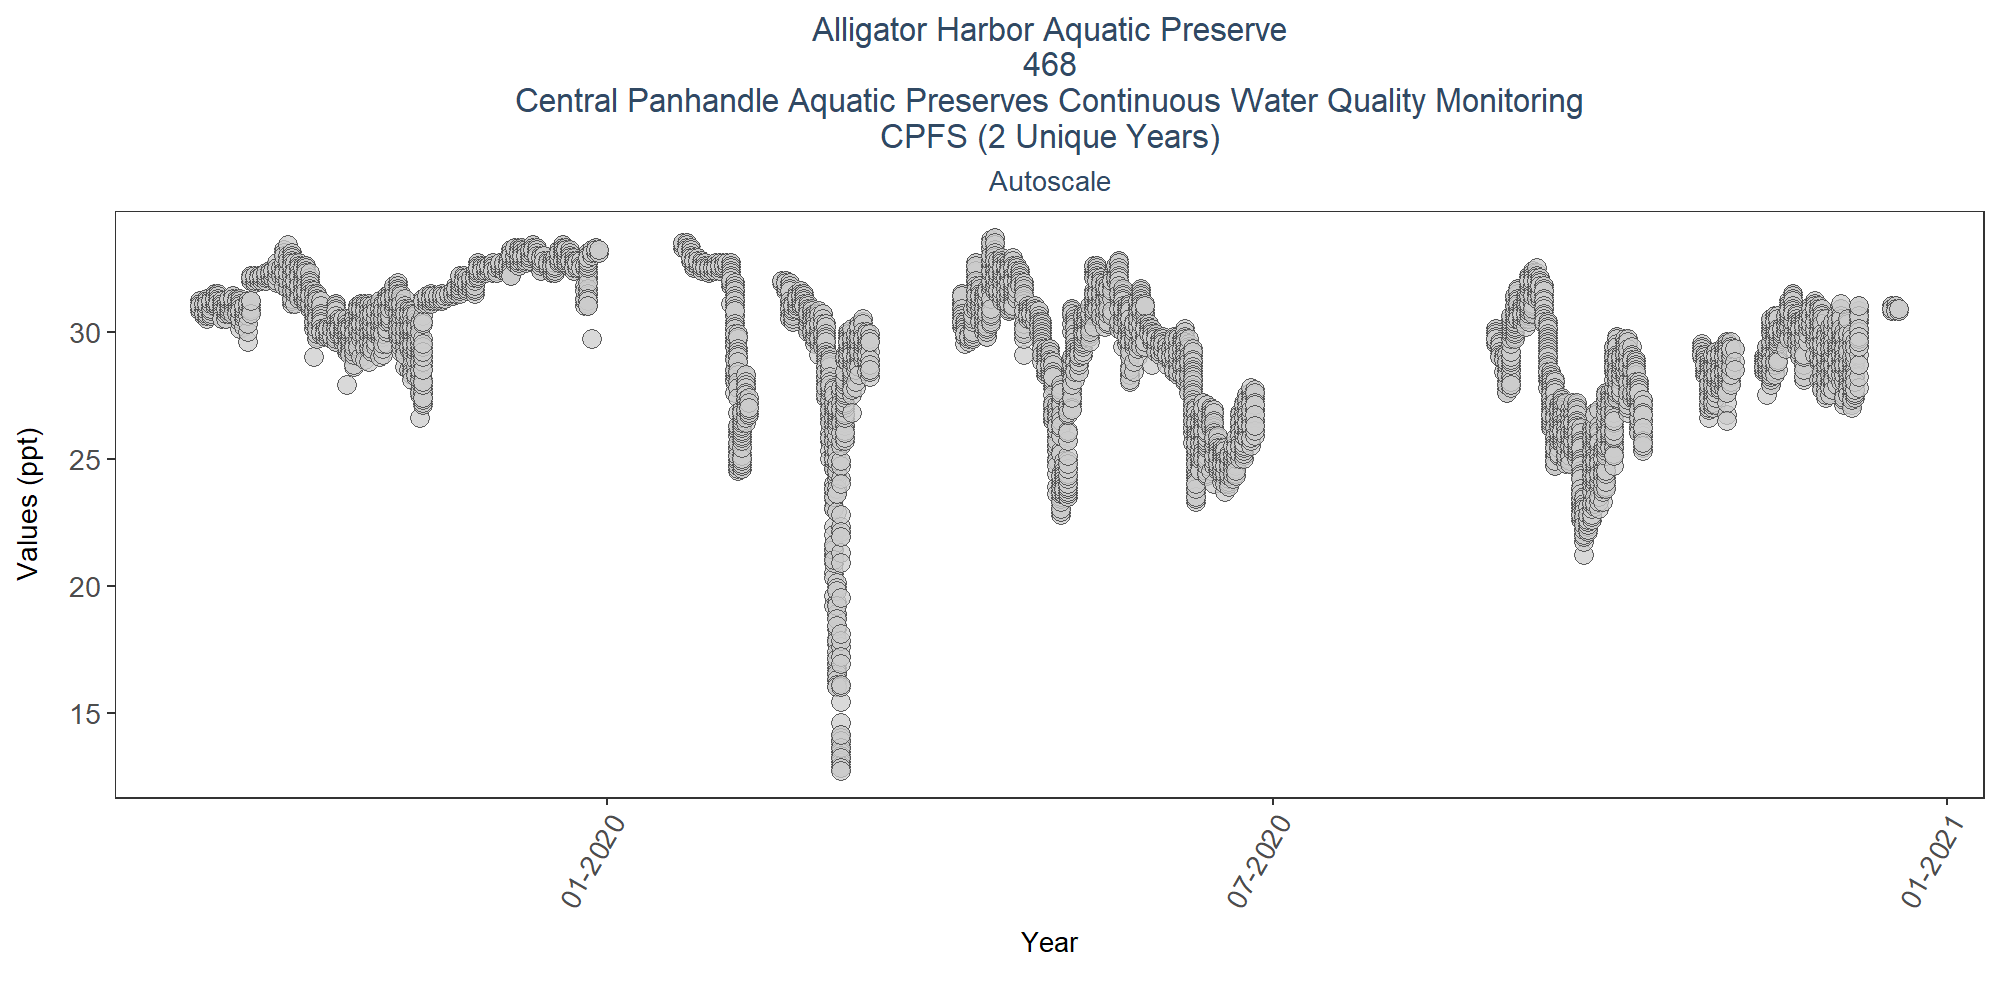 Alligator Harbor Aquatic Preserve
468
Central Panhandle Aquatic Preserves Continuous Water Quality Monitoring
CPFS (2 Unique Years)
Autoscale
Values (ppt)
30
25
20
15
01-2020
07-2020
01-2021
Year